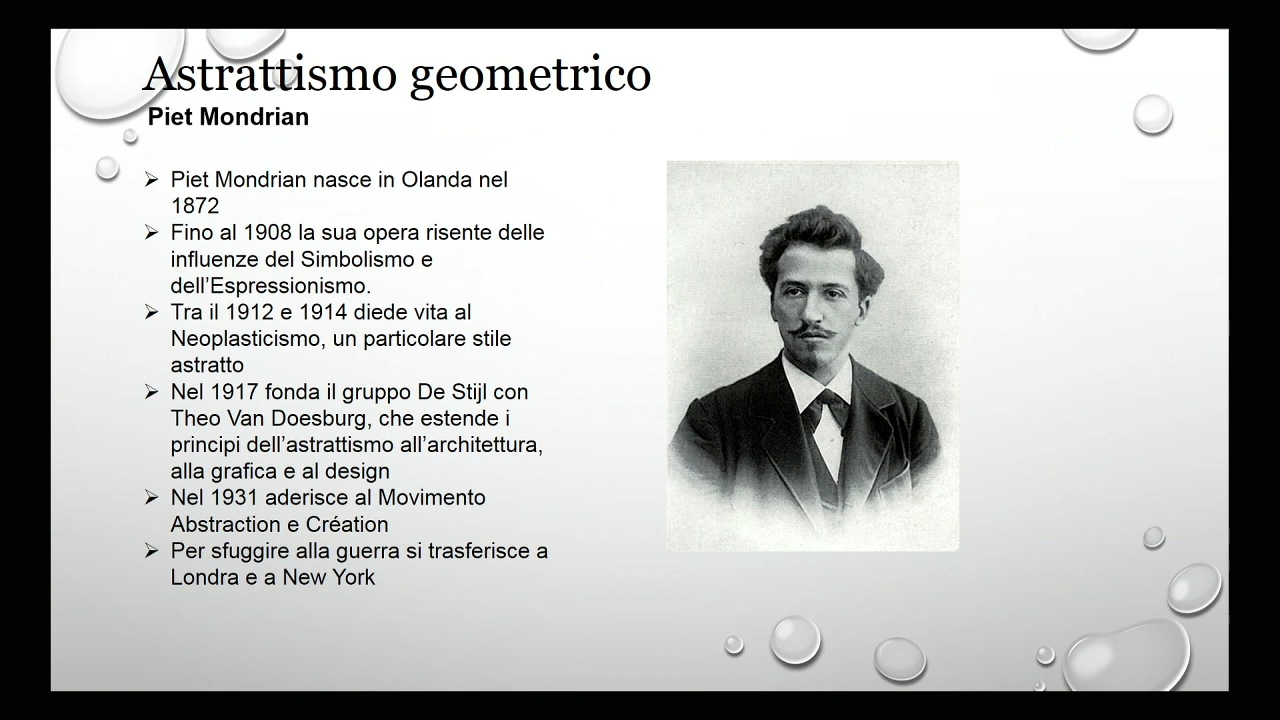 Astrattismo geometrico
Piet Mondrian
➢ Piet Mondrian nasce in Olanda nel
1872
➢ Fino al 1908 la sua opera risente delle
influenze del Simbolismo e
dell’Espressionismo.
➢ Tra il 1912 e 1914 diede vita al
Neoplasticismo, un particolare stile
astratto
➢ Nel 1917 fonda il gruppo De Stijl con
Theo Van Doesburg, che estende i
principi dell’astrattismo all’architettura,
alla grafica e al design
➢ Nel 1931 aderisce al Movimento
Abstraction e Création
➢ Per sfuggire alla guerra si trasferisce a
Londra e a New York